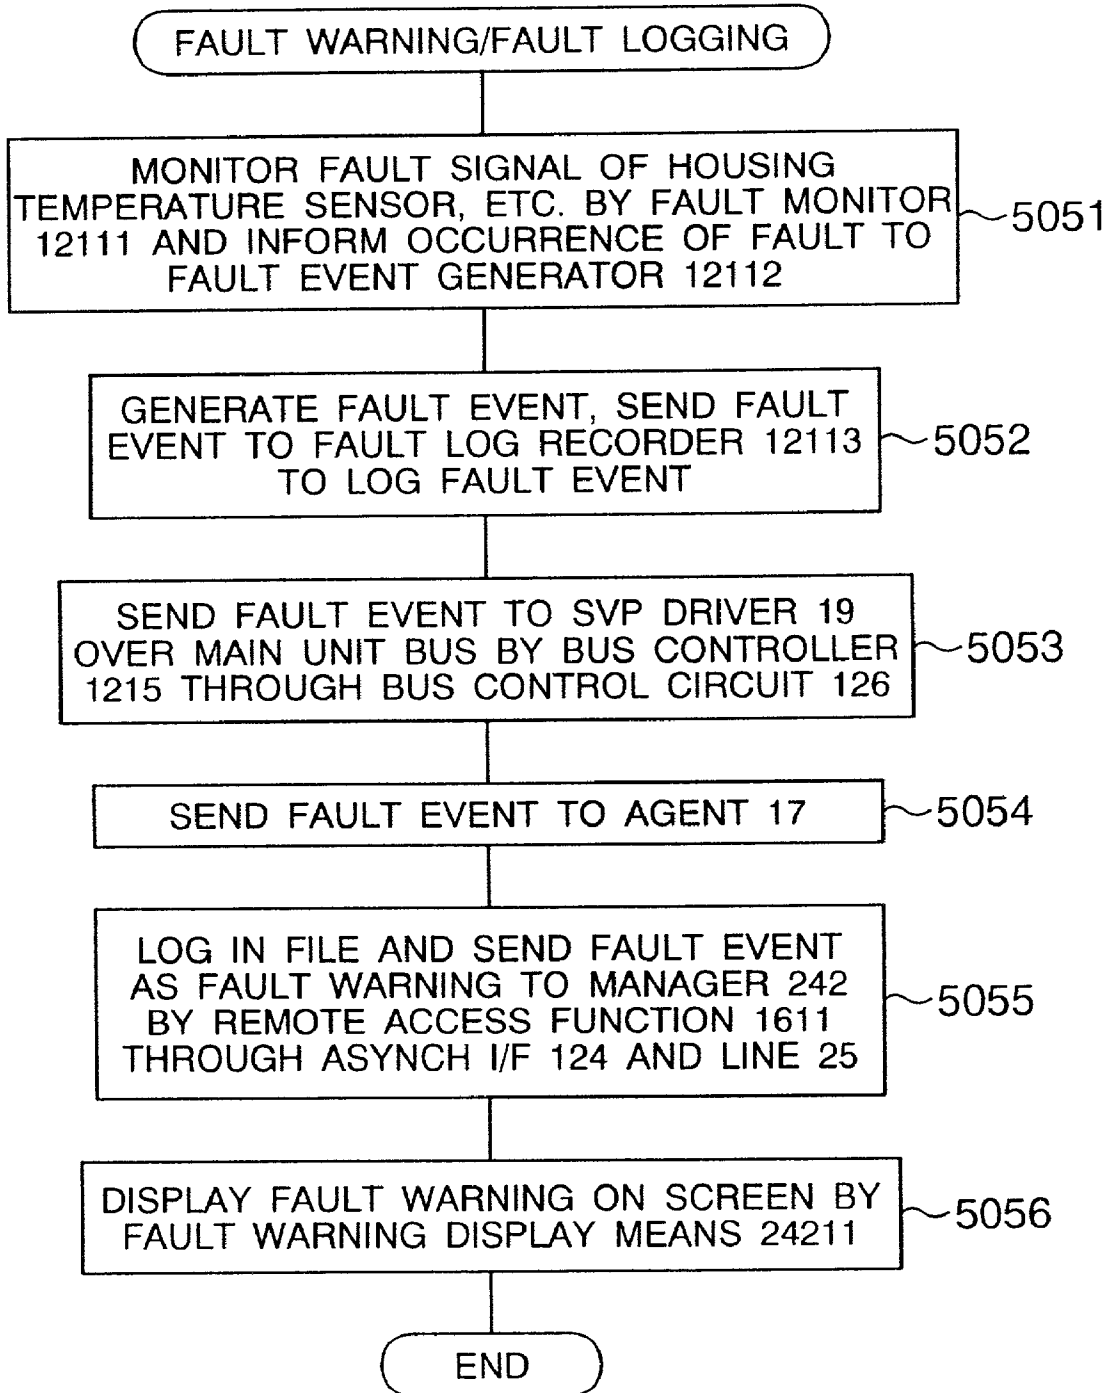 FAULT WARNING/FAULT LOGGING
MONITOR FAULT SIGNAL OF HOUSING
TEMPERATURE SENSOR, ETC. BY FAULT MONITOR
12111 AND INFORM OCCURRENCE OF FAULT TO
FAULT EVENT GENERATOR 12112
5051
GENERATE FAULT EVENT, SEND FAULT
EVENT TO FAULT LOG RECORDER 12113
TO LOG FAULT EVENT
5052
SEND FAULT EVENT TO SVP DRIVER 19
OVER MAIN UNIT BUS BY BUS CONTROLLER
1215 THROUGH BUS CONTROL CIRCUIT 126
5053
SEND FAULT EVENT TO AGENT 17
5054
LOG IN FILE AND SEND FAULT EVENT
AS FAULT WARNING TO MANAGER 242
BY REMOTE ACCESS FUNCTION 1611
THROUGH ASYNCH I/F 124 AND LINE 25
5055
DISPLAY FAULT WARNING ON SCREEN BY
FAULT WARNING DISPLAY MEANS 24211
5056
END